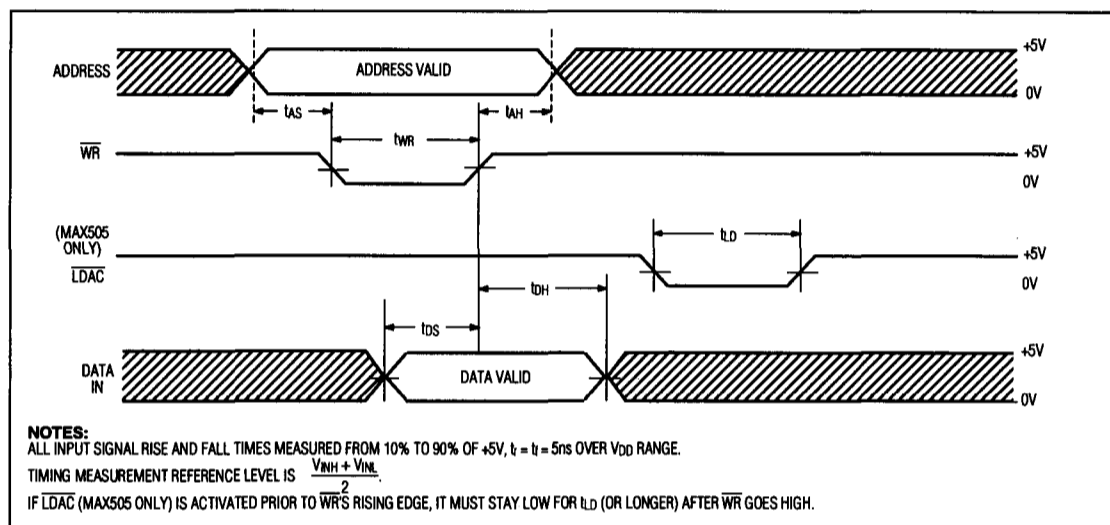 ADDRESS
ADDRESS VALID
+5V
0V
tAS
tAH
tWR
WR
+5V
0V
(MAX505
ONLY)
LDAC
tLD
+5V
0V
tDH
tDS
DATA
IN
DATA VALID
+5V
0V
NOTES:
ALL INPUT SIGNAL RISE AND FALL TIMES MEASURED FROM 10% TO 90% OF +5V, tr = tf = 5ns OVER VDD RANGE.
TIMING MEASUREMENT REFERENCE LEVEL IS VINH + VINL
2
IF LDAC (MAX505 ONLY) IS ACTIVATED PRIOR TO WR'S RISING EDGE, IT MUST STAY LOW FOR tLD (OR LONGER) AFTER WR GOES HIGH.